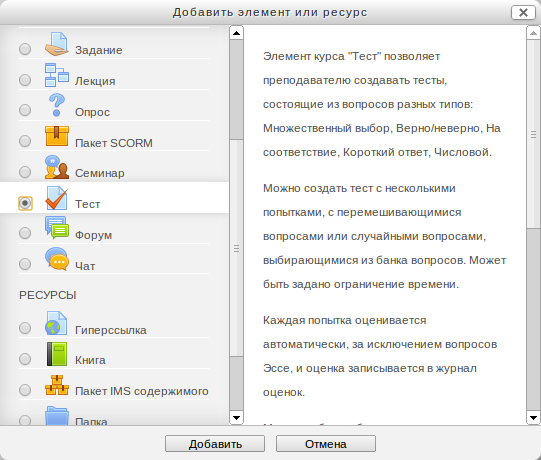 Добавить элемент или ресурс
Задание
Лекция
Опрос
Пакет SCORM
Семинар
Тест
Форум
Чат
РЕСУРСЫ
Гиперссылка
Книга
Пакет IMS содержимого
Папка
Элемент курса "Тест" позволяет
преподавателю создавать тесты,
состоящие из вопросов разных типов:
Множественный выбор, Верно/неверно, На
соответствие, Короткий ответ, Числовой.
Можно создать тест с несколькими
попытками, с перемешивающимися
вопросами или случайными вопросами,
выбирающимися из банка вопросов. Может
быть задано ограничение времени.
Каждая попытка оценивается
автоматически, за исключением вопросов
Эссе, и оценка записывается в журнал
оценок.
Добавить
Отмена